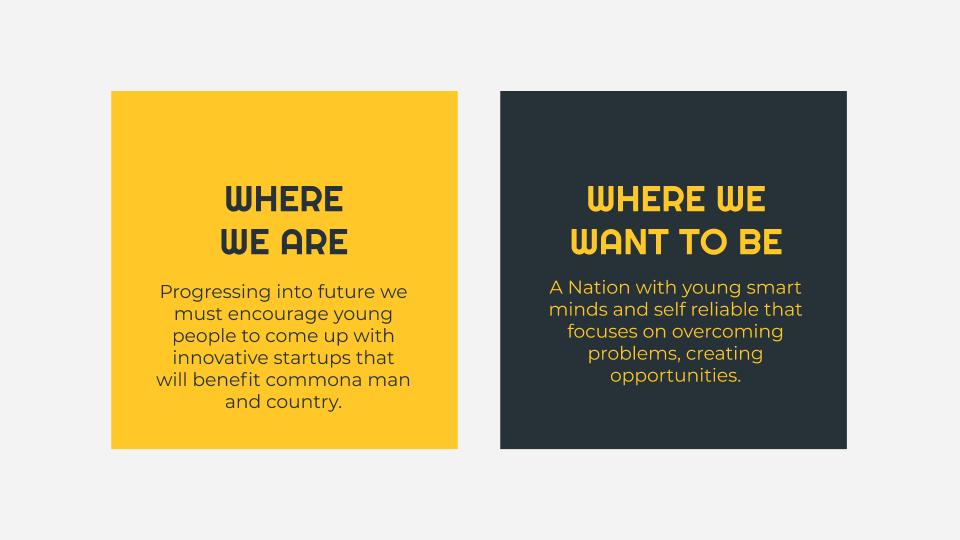 WHERE
WE ARE
Progressing into future we
must encourage young
people to come up with
innovative startups that
will benefit commona man
and country.
WHERE WE
WANT TO BE
A Nation with young smart
minds and self reliable that
focuses on overcoming
problems, creating
opportunities.